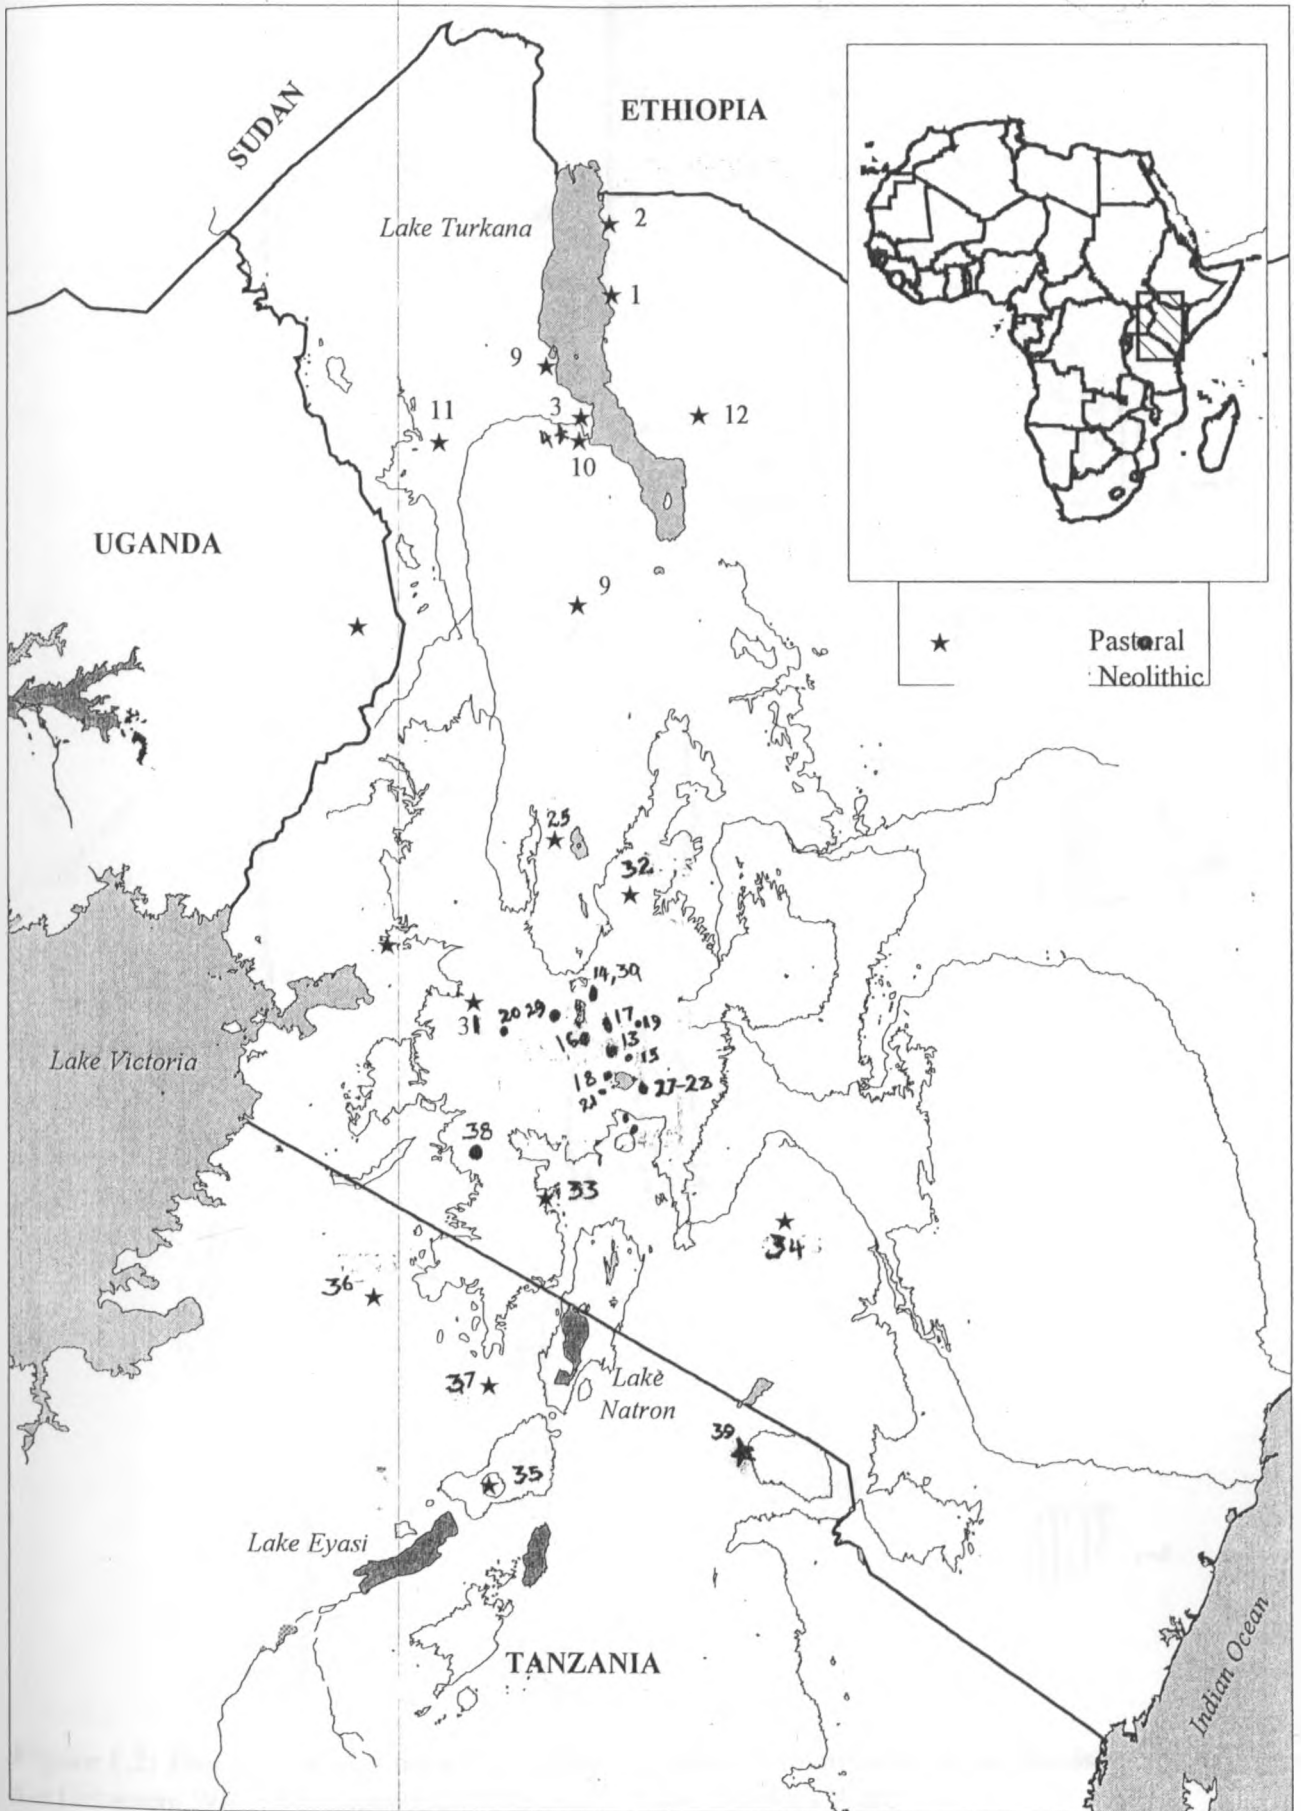 SUDAN
ETHIOPIA
Lake Turkana
2
1
9
3
11
12
10
UGANDA
9
Pastoral
Neolithic
25
32
14,30
20 29
17
19
31
16
13
15
Lake Victoria
18
27-28
21
38
33
34
36
37
Lake
Natron
39
35
Lake Eyasi
TANZANIA
Indian Ocean